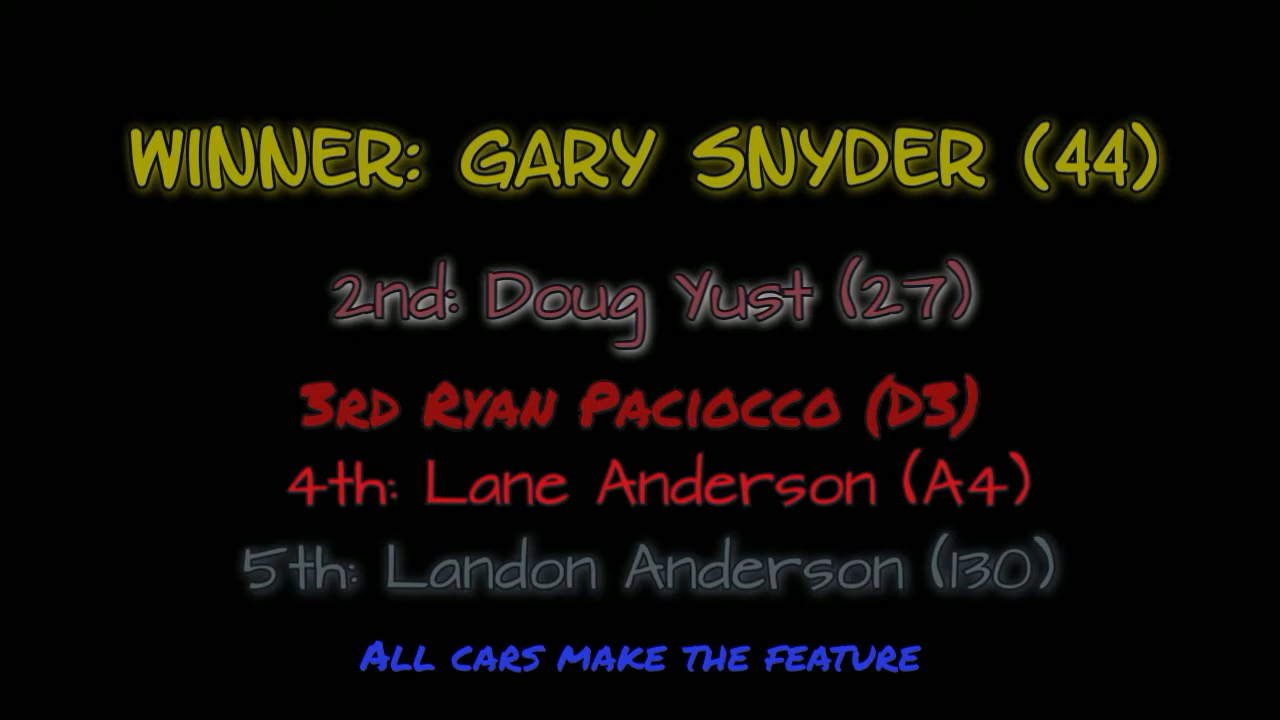 WINNER: GARY SNYDER (44)
2nd: Doug Yust (27)
3RD RYAN PACIOCCO (D3)
4th: Lane Anderson (A4)
5th: Landon Anderson (130)
ALL CARS MAKE THE FEATURE